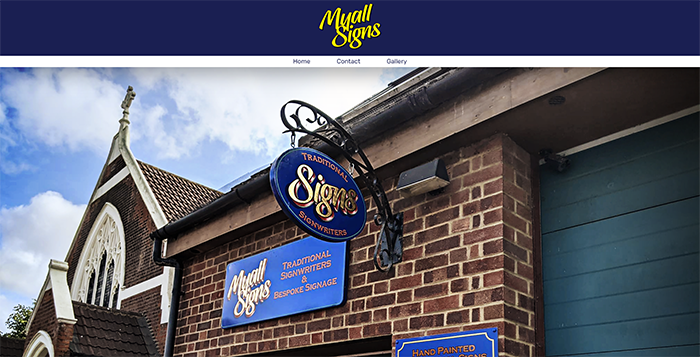 Myall
Signs
Home Contact Gallery
Traditional
Signs
Signwriters
Myall
Signs
Traditional
Signwriters
&
Bespoke Signage
Hand Painted